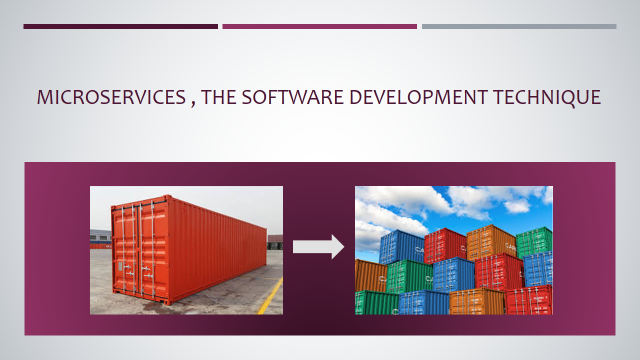 MICROSERVICES , THE SOFTWARE DEVELOPMENT TECHNIQUE